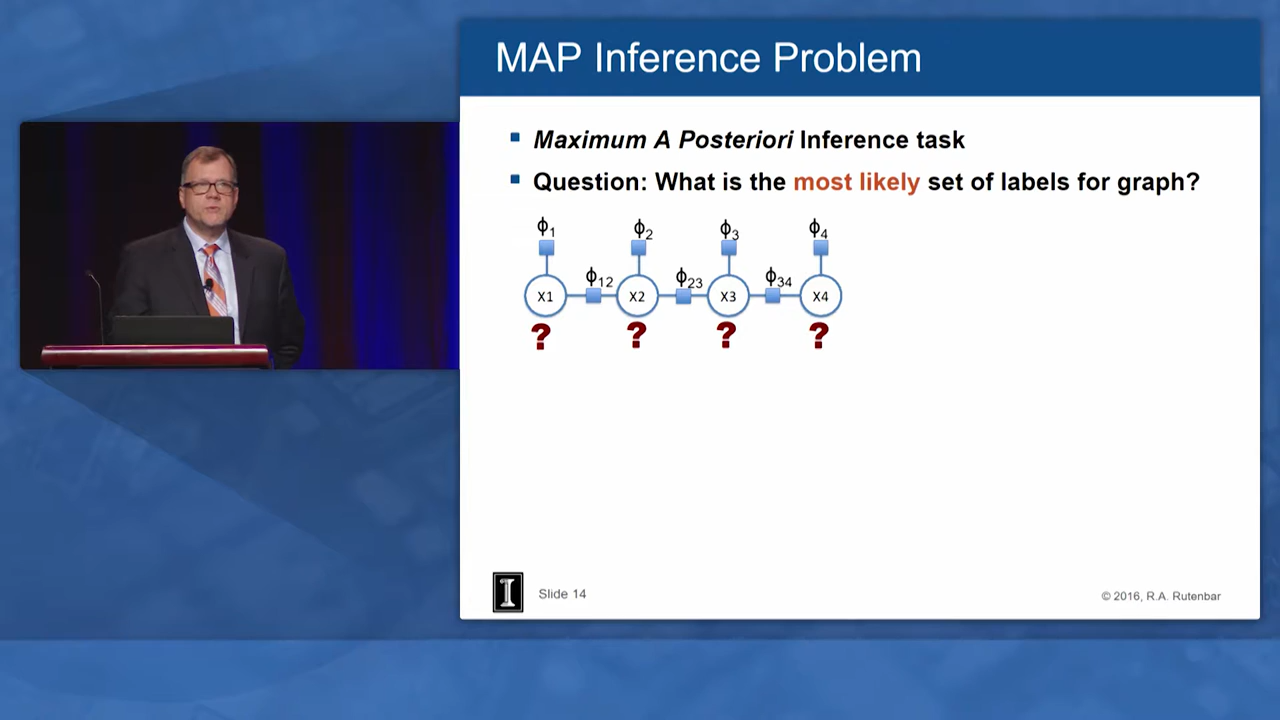 MAP Inference Problem
Maximum A Posteriori Inference task
Question: What is the most likely set of labels for graph?
ϕ1 ϕ2 ϕ3 ϕ4
ϕ12 ϕ23 ϕ34
X1 X2 X3 X4
? ? ? ?
I
Slide 14
© 2016, R.A. Rutenbar